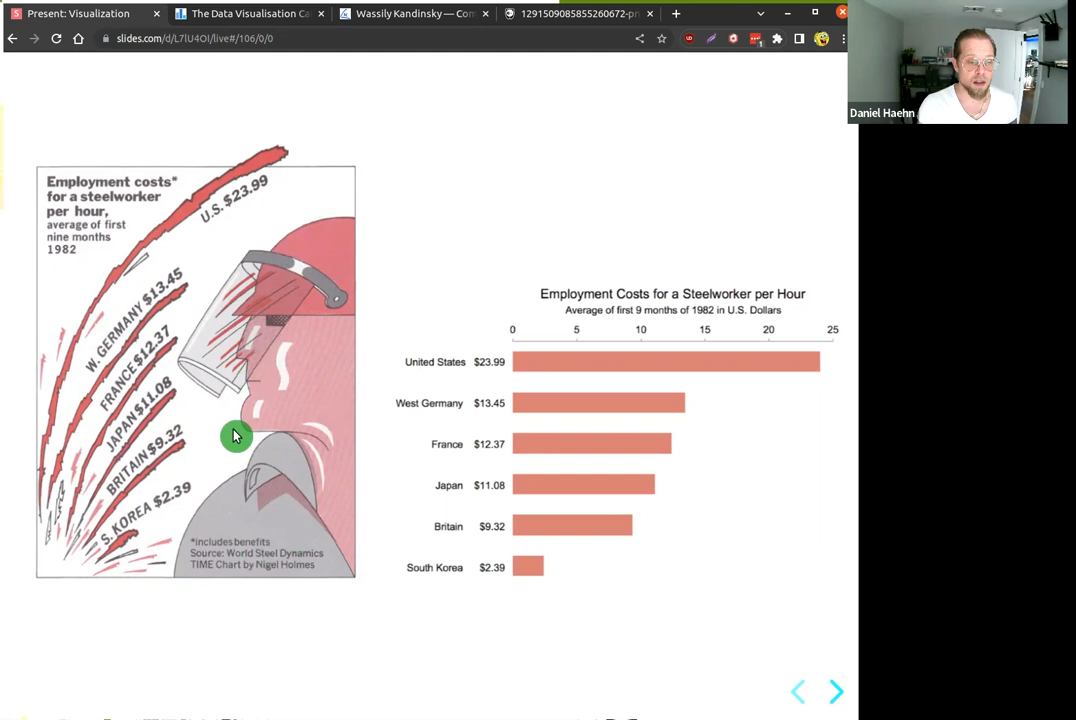 Present: Visualization
The Data Visualisation Ca
Wassily Kandinsky — Com
1291509085855260672-pn
slides.com/d/L7lU4OI/live#/106/0/0
UD
1
Daniel Haehn
Employment costs*
for a steelworker
per hour,
average of first
nine months
1982
U.S. $23.99
W. GERMANY $13.45
FRANCE $12.37
JAPAN $11.08
BRITAIN $9.32
S. KOREA $2.39
*includes benefits
Source: World Steel Dynamics
TIME Chart by Nigel Holmes
Employment Costs for a Steelworker per Hour
Average of first 9 months of 1982 in U.S. Dollars
0 5 10 15 20 25
United States $23.99
West Germany $13.45
France $12.37
Japan $11.08
Britain $9.32
South Korea $2.39